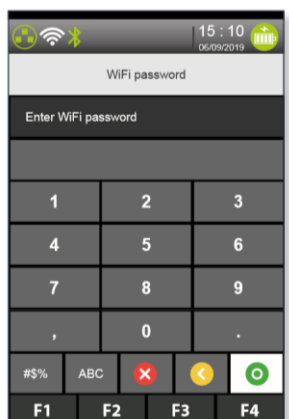 15 : 10
06/09/2019
WiFi password
Enter WiFi password
1 2 3
4 5 6
7 8 9
, 0 .
#$% ABC
F1 F2 F3 F4